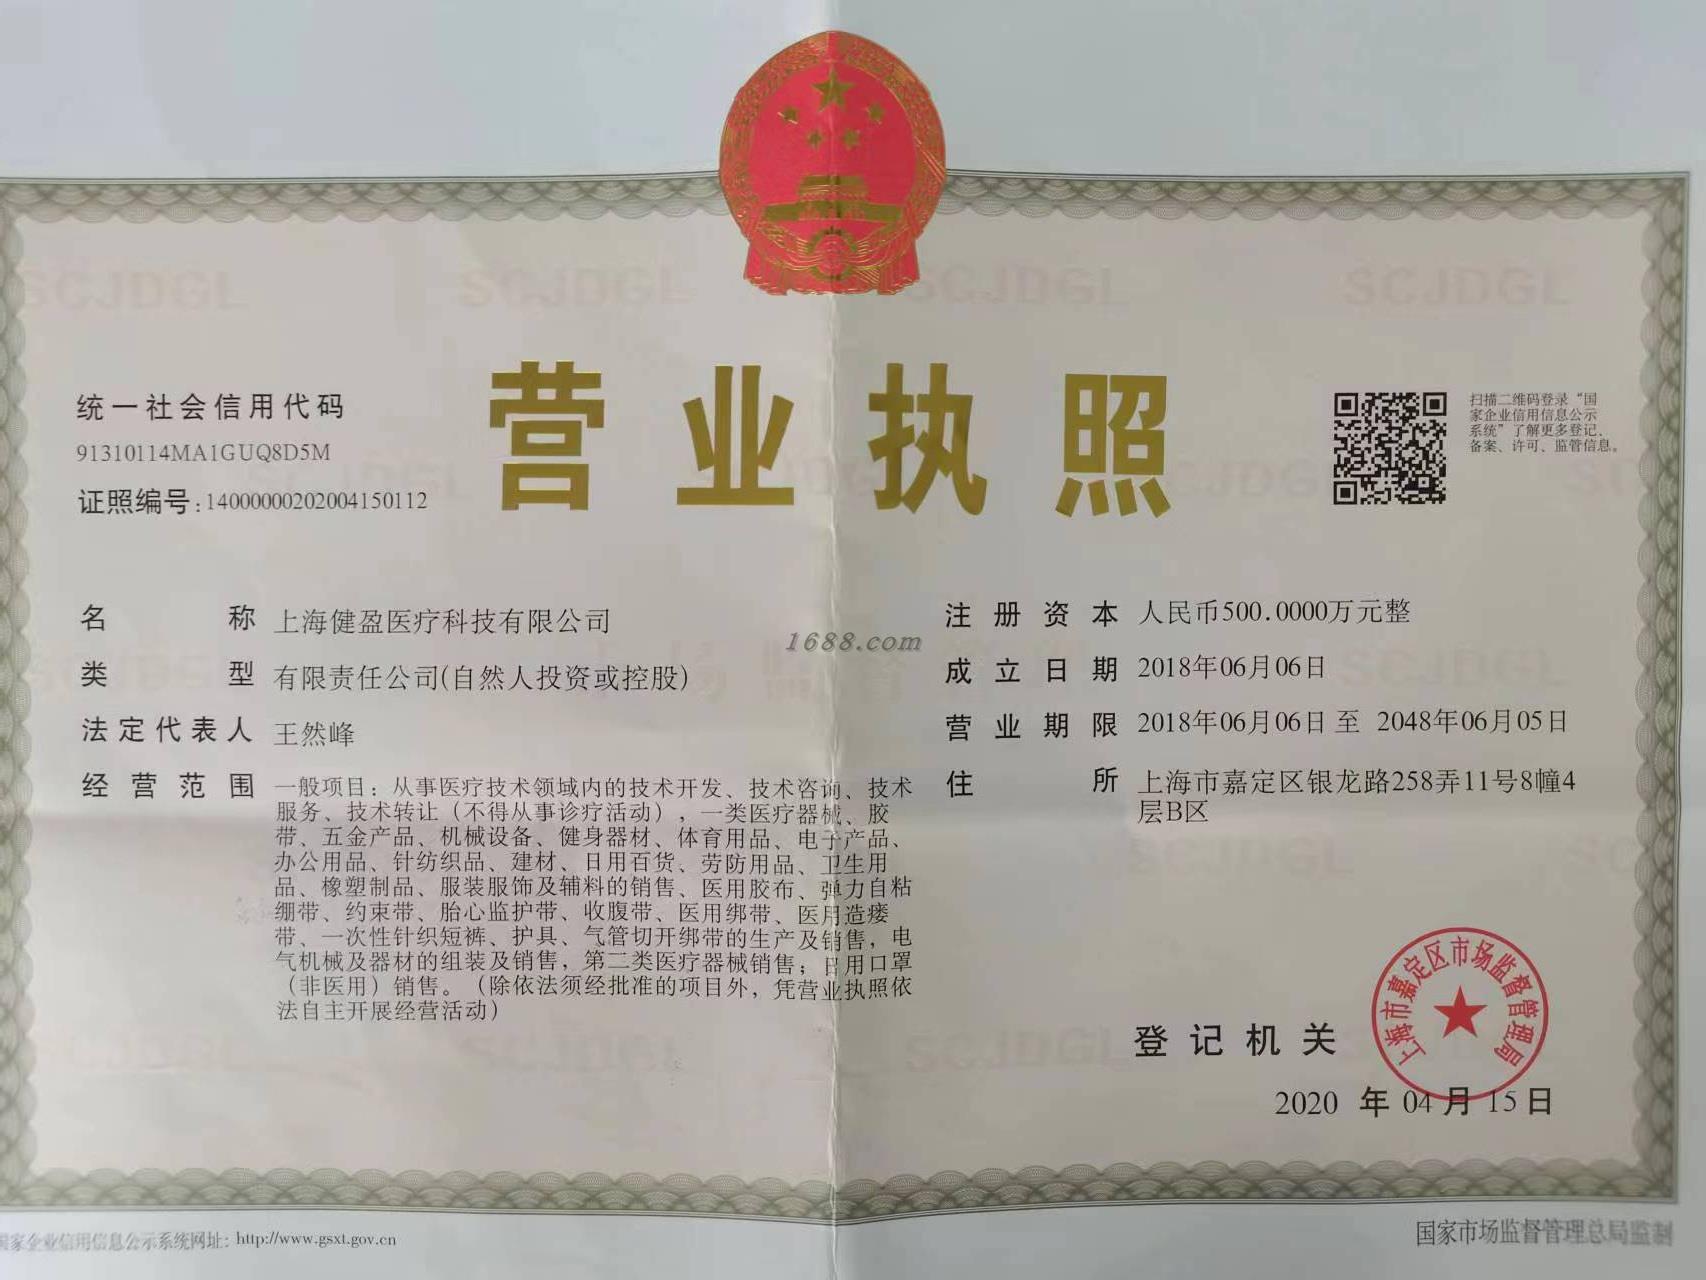 营业执照
统一社会信用代码
91310114MA1GUQ8D5M
证照编号:14000000202004150112
扫描二维码登录“国
家企业信用信息公示
系统”了解更多登记、
备案、许可、监管信息。
名称 上海健盈医疗科技有限公司
类型 有限责任公司(自然人投资或控股)
法定代表人 王然峰
经营范围 一般项目：从事医疗技术领域内的技术开发、技术咨询、技术
服务、技术转让（不得从事诊疗活动），一类医疗器械、胶
带、五金产品、机械设备、健身器材、体育用品、电子产品、
办公用品、针纺织品、建材、日用百货、劳防用品、卫生用
品、橡塑制品、服装服饰及辅料的销售、医用胶布、弹力自粘
绷带、约束带、胎心监护带、收腹带、医用绑带、医用造瘘
带、一次性针织短裤、护具、气管切开绑带的生产及销售，电
气机械及器材的组装及销售，第二类医疗器械销售；日用口罩
（非医用）销售。（除依法须经批准的项目外，凭营业执照依
法自主开展经营活动）
注册资本 人民币500.0000万元整
成立日期 2018年06月06日
营业期限 2018年06月06日 至 2048年06月05日
住所 上海市嘉定区银龙路258弄11号8幢4
层B区
1688.com
登记机关
上海市嘉定区市场监督管理局
2020 年 04 月 15 日
国家企业信用信息公示系统网址：http://www.gsxt.gov.cn
国家市场监督管理总局监制
SCJDGL
SCJDGL
SCJDGL
SCJDGL